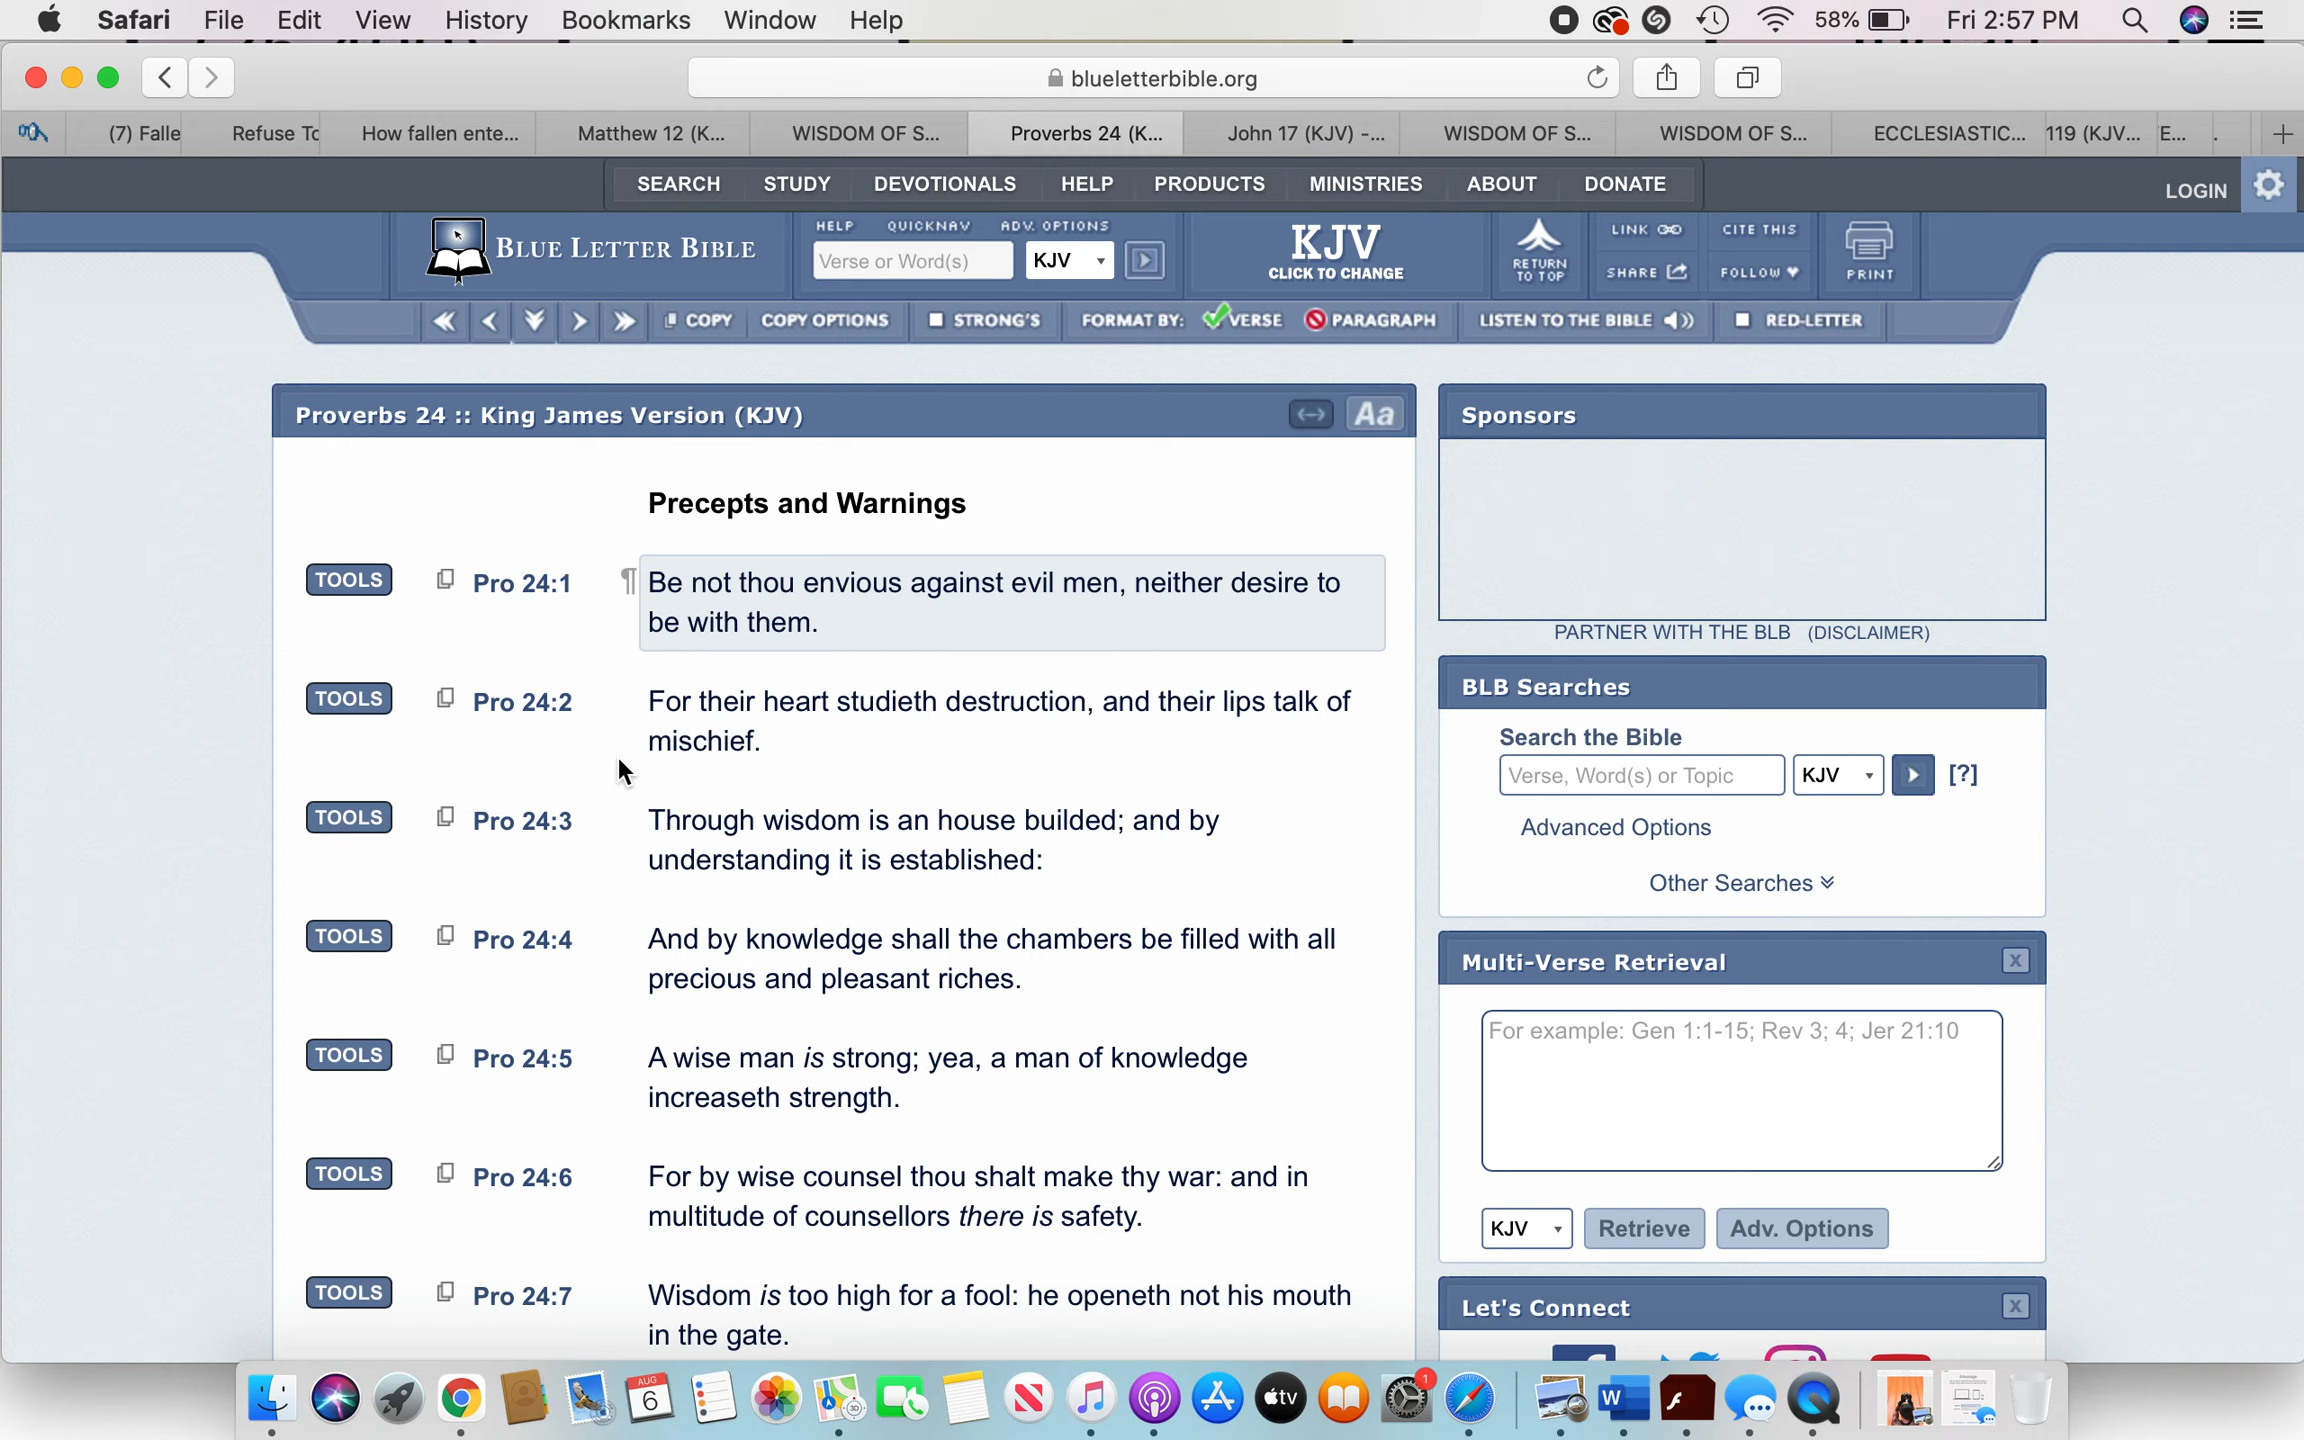 Safari File Edit View History Bookmarks Window Help 58% Fri 2:57 PM
blueletterbible.org
(7) Falle Refuse To How fallen ente... Matthew 12 (K... WISDOM OF S... Proverbs 24 (K... John 17 (KJV) -... WISDOM OF S... WISDOM OF S... ECCLESIASTIC... 119 (KJV... E... .
SEARCH STUDY DEVOTIONALS HELP PRODUCTS MINISTRIES ABOUT DONATE LOGIN
BLUE LETTER BIBLE
HELP QUICKNAV ADV. OPTIONS
Verse or Word(s) KJV
KJV
CLICK TO CHANGE
RETURN
TO TOP
LINK CITE THIS
SHARE FOLLOW
PRINT
COPY COPY OPTIONS STRONG'S FORMAT BY: VERSE PARAGRAPH LISTEN TO THE BIBLE RED-LETTER
Proverbs 24 :: King James Version (KJV) Aa
Precepts and Warnings
TOOLS Pro 24:1 ¶ Be not thou envious against evil men, neither desire to
be with them.
TOOLS Pro 24:2 For their heart studieth destruction, and their lips talk of
mischief.
TOOLS Pro 24:3 Through wisdom is an house builded; and by
understanding it is established:
TOOLS Pro 24:4 And by knowledge shall the chambers be filled with all
precious and pleasant riches.
TOOLS Pro 24:5 A wise man is strong; yea, a man of knowledge
increaseth strength.
TOOLS Pro 24:6 For by wise counsel thou shalt make thy war: and in
multitude of counsellors there is safety.
TOOLS Pro 24:7 Wisdom is too high for a fool: he openeth not his mouth
in the gate.
Sponsors
PARTNER WITH THE BLB (DISCLAIMER)
BLB Searches
Search the Bible
Verse, Word(s) or Topic KJV [?]
Advanced Options
Other Searches
Multi-Verse Retrieval X
For example: Gen 1:1-15; Rev 3; 4; Jer 21:10
KJV Retrieve Adv. Options
Let's Connect X
AUG
6
3D
tv
1
W